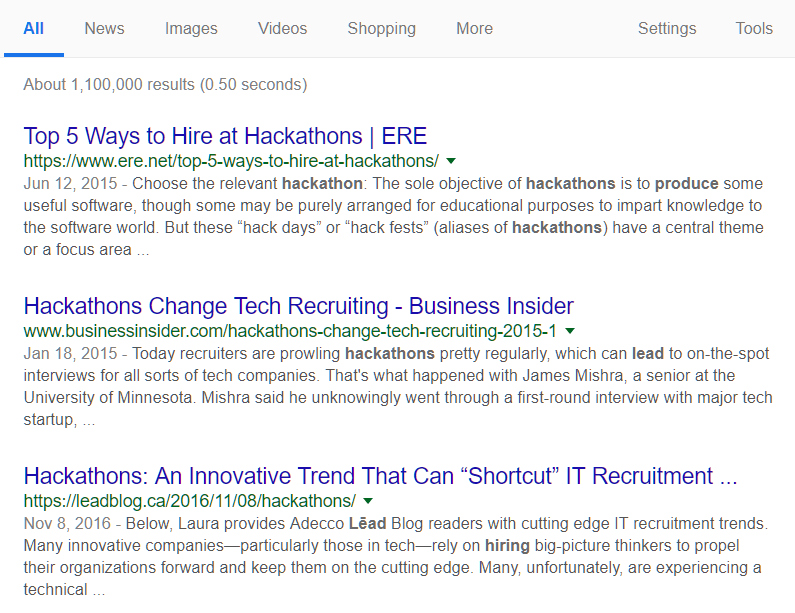 All News Images Videos Shopping More Settings Tools
About 1,100,000 results (0.50 seconds)
Top 5 Ways to Hire at Hackathons | ERE
https://www.ere.net/top-5-ways-to-hire-at-hackathons/
Jun 12, 2015 - Choose the relevant hackathon: The sole objective of hackathons is to produce some
useful software, though some may be purely arranged for educational purposes to impart knowledge to
the software world. But these “hack days” or “hack fests” (aliases of hackathons) have a central theme
or a focus area ...
Hackathons Change Tech Recruiting - Business Insider
www.businessinsider.com/hackathons-change-tech-recruiting-2015-1
Jan 18, 2015 - Today recruiters are prowling hackathons pretty regularly, which can lead to on-the-spot
interviews for all sorts of tech companies. That's what happened with James Mishra, a senior at the
University of Minnesota. Mishra said he unknowingly went through a first-round interview with major tech
startup, ...
Hackathons: An Innovative Trend That Can “Shortcut” IT Recruitment ...
https://leadblog.ca/2016/11/08/hackathons/
Nov 8, 2016 - Below, Laura provides Adecco Lēad Blog readers with cutting edge IT recruitment trends.
Many innovative companies—particularly those in tech—rely on hiring big-picture thinkers to propel
their organizations forward and keep them on the cutting edge. Many, unfortunately, are experiencing a
technical ...